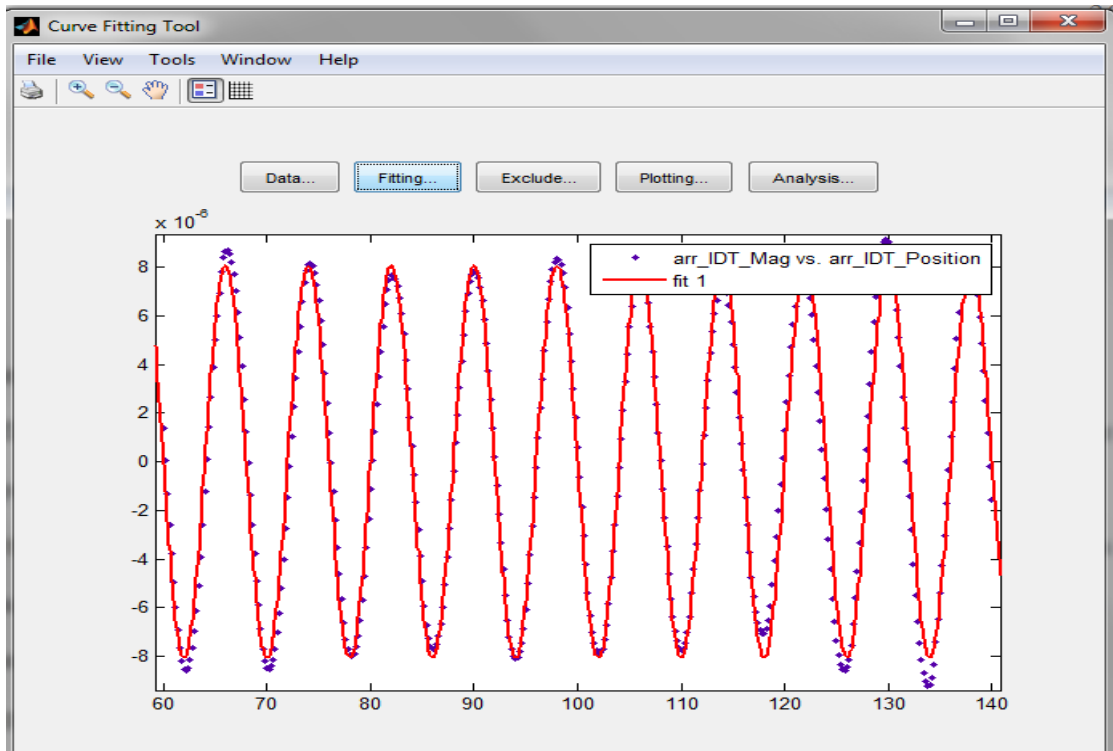 Curve Fitting Tool
File View Tools Window Help
Data... Fitting... Exclude... Plotting... Analysis...
x 10-6
arr_IDT_Mag vs. arr_IDT_Position
fit 1
8
6
4
2
0
-2
-4
-6
-8
60 70 80 90 100 110 120 130 140